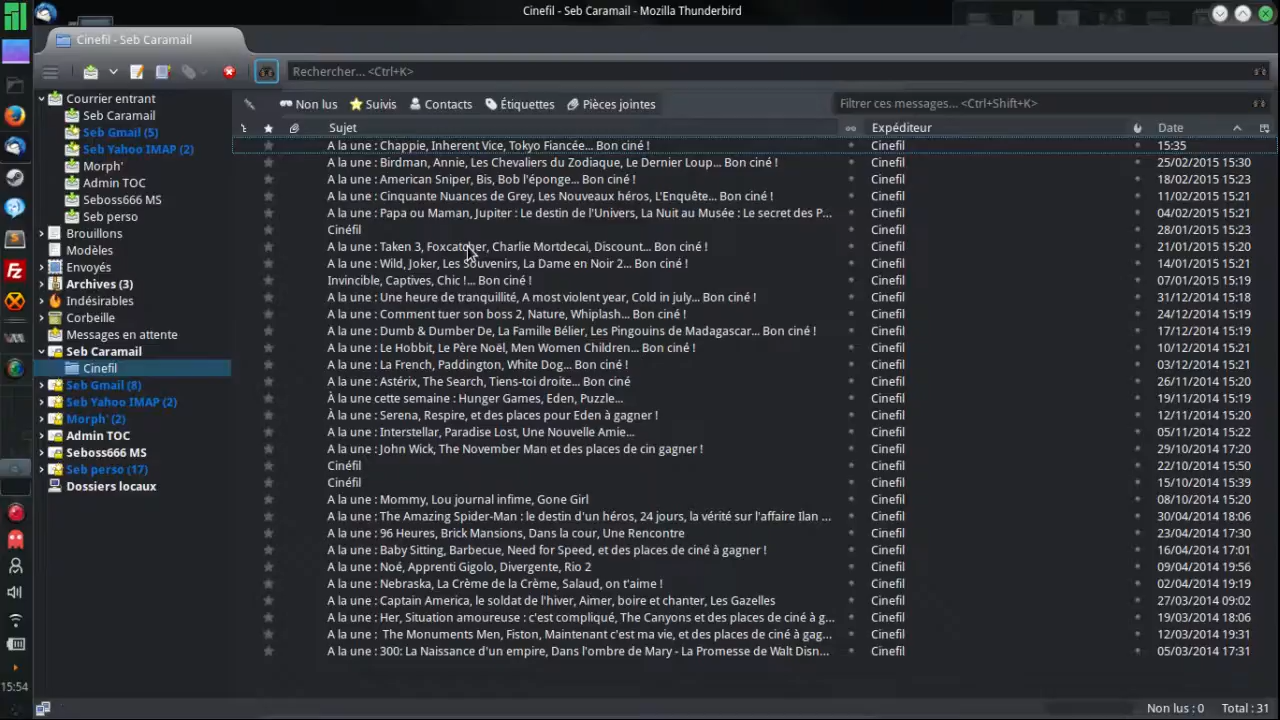 Cinefil - Seb Caramail - Mozilla Thunderbird
Cinefil - Seb Caramail
Rechercher... <Ctrl+K>
Courrier entrant
Seb Caramail
Seb Gmail (5)
Seb Yahoo IMAP (2)
Morph'
Admin TOC
Seboss666 MS
Seb perso
Brouillons
Modèles
Envoyés
Archives (3)
Indésirables
Corbeille
Messages en attente
Seb Caramail
Cinefil
Seb Gmail (8)
Seb Yahoo IMAP (2)
Morph' (2)
Admin TOC
Seboss666 MS
Seb perso (17)
Dossiers locaux
Non lus Suivis Contacts Étiquettes Pièces jointes Filtrer ces messages... <Ctrl+Shift+K>
Sujet Expéditeur Date
A la une : Chappie, Inherent Vice, Tokyo Fiancée... Bon ciné ! Cinefil 15:35
A la une : Birdman, Annie, Les Chevaliers du Zodiaque, Le Dernier Loup... Bon ciné ! Cinefil 25/02/2015 15:30
A la une : American Sniper, Bis, Bob l'éponge... Bon ciné ! Cinefil 18/02/2015 15:23
A la une : Cinquante Nuances de Grey, Les Nouveaux héros, L'Enquête... Bon ciné ! Cinefil 11/02/2015 15:21
A la une : Papa ou Maman, Jupiter : Le destin de l'Univers, La Nuit au Musée : Le secret des P... Cinefil 04/02/2015 15:21
Cinéfil Cinefil 28/01/2015 15:23
A la une : Taken 3, Foxcatcher, Charlie Mortdecai, Discount... Bon ciné ! Cinefil 21/01/2015 15:20
A la une : Wild, Joker, Les Souvenirs, La Dame en Noir 2... Bon ciné ! Cinefil 14/01/2015 15:21
Invincible, Captives, Chic !... Bon ciné ! Cinefil 07/01/2015 15:19
A la une : Une heure de tranquillité, A most violent year, Cold in july... Bon ciné ! Cinefil 31/12/2014 15:18
A la une : Comment tuer son boss 2, Nature, Whiplash... Bon ciné ! Cinefil 24/12/2014 15:19
A la une : Dumb & Dumber De, La Famille Bélier, Les Pingouins de Madagascar... Bon ciné ! Cinefil 17/12/2014 15:19
A la une : Le Hobbit, Le Père Noël, Men Women Children... Bon ciné ! Cinefil 10/12/2014 15:21
A la une : La French, Paddington, White Dog... Bon ciné ! Cinefil 03/12/2014 15:21
A la une : Astérix, The Search, Tiens-toi droite... Bon ciné Cinefil 26/11/2014 15:20
À la une cette semaine : Hunger Games, Eden, Puzzle... Cinefil 19/11/2014 15:19
À la une : Serena, Respire, et des places pour Eden à gagner ! Cinefil 12/11/2014 15:20
A la une : Interstellar, Paradise Lost, Une Nouvelle Amie... Cinefil 05/11/2014 15:22
A la une : John Wick, The November Man et des places de cin gagner ! Cinefil 29/10/2014 17:20
Cinéfil Cinefil 22/10/2014 15:50
Cinéfil Cinefil 15/10/2014 15:39
A la une : Mommy, Lou journal infime, Gone Girl Cinefil 08/10/2014 15:20
A la une : The Amazing Spider-Man : le destin d'un héros, 24 jours, la vérité sur l'affaire Ilan ... Cinefil 30/04/2014 18:06
A la une : 96 Heures, Brick Mansions, Dans la cour, Une Rencontre Cinefil 23/04/2014 17:30
A la une : Baby Sitting, Barbecue, Need for Speed, et des places de ciné à gagner ! Cinefil 16/04/2014 17:01
A la une : Noé, Apprenti Gigolo, Divergente, Rio 2 Cinefil 09/04/2014 19:56
A la une : Nebraska, La Crème de la Crème, Salaud, on t'aime ! Cinefil 02/04/2014 19:19
A la une : Captain America, le soldat de l'hiver, Aimer, boire et chanter, Les Gazelles Cinefil 27/03/2014 09:02
A la une : Her, Situation amoureuse : c'est compliqué, The Canyons et des places de ciné à g... Cinefil 19/03/2014 18:06
A la une : The Monuments Men, Fiston, Maintenant c'est ma vie, et des places de ciné à gag... Cinefil 12/03/2014 19:31
A la une : 300: La Naissance d'un empire, Dans l'ombre de Mary - La Promesse de Walt Disn... Cinefil 05/03/2014 17:31
15:54
Non lus : 0 Total : 31